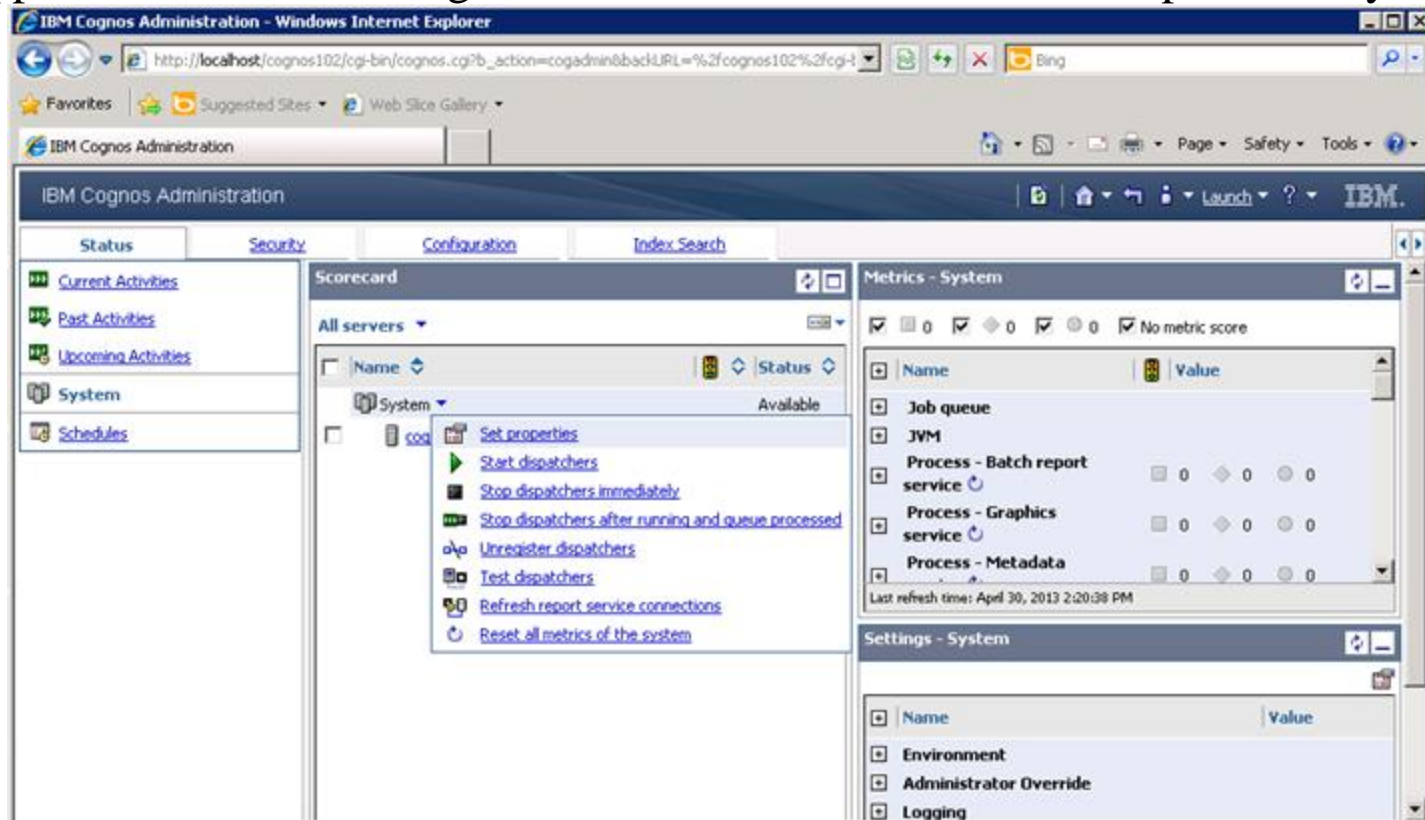 IBM Cognos Administration - Windows Internet Explorer
http://localhost/cognos102/cgi-bin/cognos.cgi?b_action=cogadmin&backURL=%2fcognos102%2fcgi-b
Bing
Favorites Suggested Sites Web Slice Gallery
IBM Cognos Administration Page Safety Tools
IBM Cognos Administration Launch ? IBM.
Status Security Configuration Index Search
Current Activities
Past Activities
Upcoming Activities
System
Schedules
Scorecard
All servers
Name Status
System Available
cog
Set properties
Start dispatchers
Stop dispatchers immediately
Stop dispatchers after running and queue processed
Unregister dispatchers
Test dispatchers
Refresh report service connections
Reset all metrics of the system
Metrics - System
0 0 0 No metric score
Name Value
Job queue
JVM
Process - Batch report
service 0 0 0
Process - Graphics
service 0 0 0
Process - Metadata
0 0 0
Last refresh time: April 30, 2013 2:20:38 PM
Settings - System
Name Value
Environment
Administrator Override
Logging